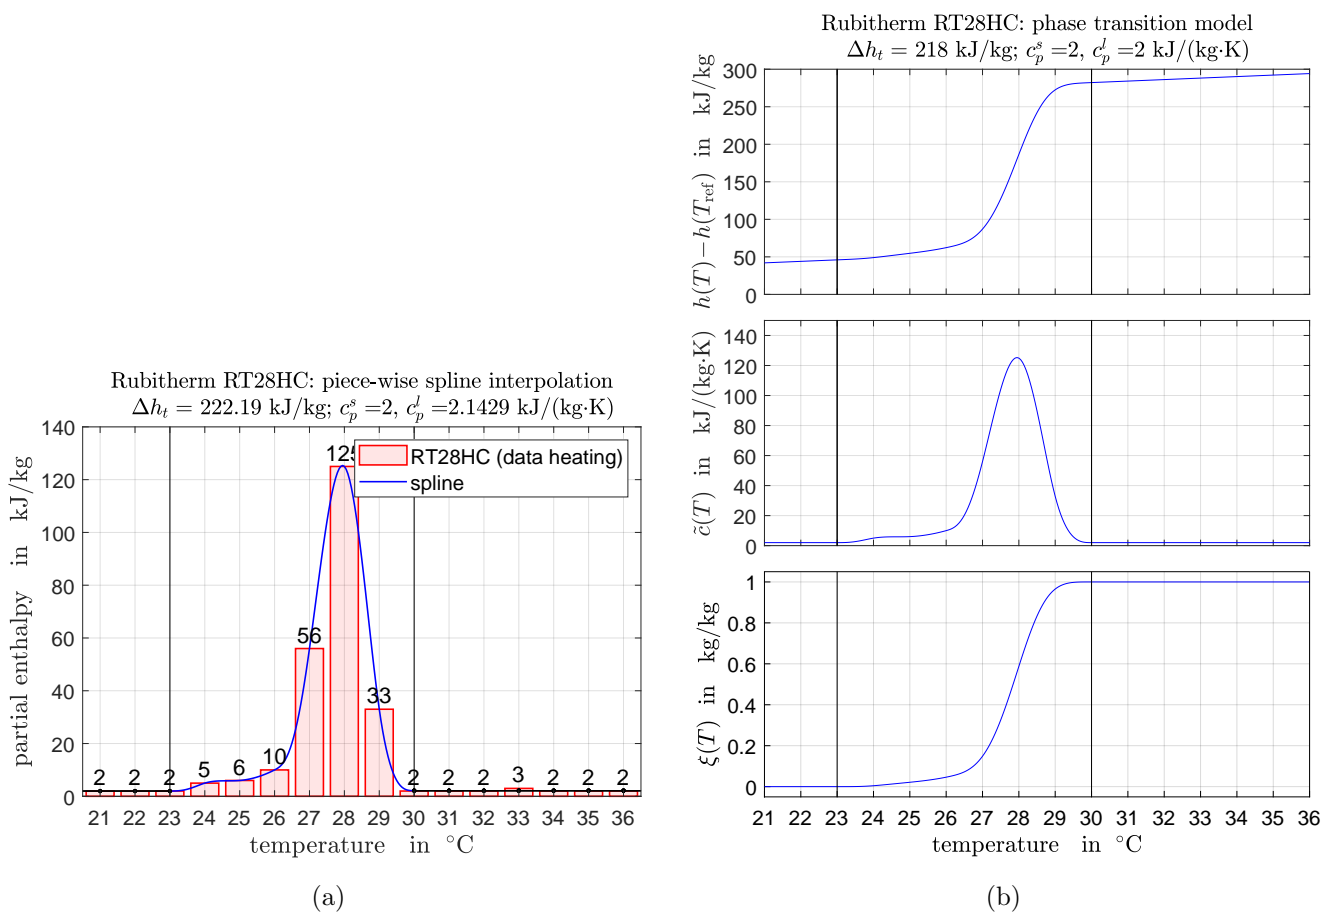 Rubitherm RT28HC: piece-wise spline interpolation
Δh_t = 222.19 kJ/kg; c_p^s =2, c_p^l =2.1429 kJ/(kg·K)
partial enthalpy in kJ/kg
140
120
100
80
60
40
20
0
RT28HC (data heating)
spline
2 2 2 5 6 10 56 125 33 2 2 2 3 2 2 2
21 22 23 24 25 26 27 28 29 30 31 32 33 34 35 36
temperature in °C
(a)
Rubitherm RT28HC: phase transition model
Δh_t = 218 kJ/kg; c_p^s =2, c_p^l =2 kJ/(kg·K)
h(T)−h(T_ref) in kJ/kg
300
250
200
150
100
50
0
c̃(T) in kJ/(kg·K)
140
120
100
80
60
40
20
0
ξ(T) in kg/kg
1
0.8
0.6
0.4
0.2
0
21 22 23 24 25 26 27 28 29 30 31 32 33 34 35 36
temperature in °C
(b)